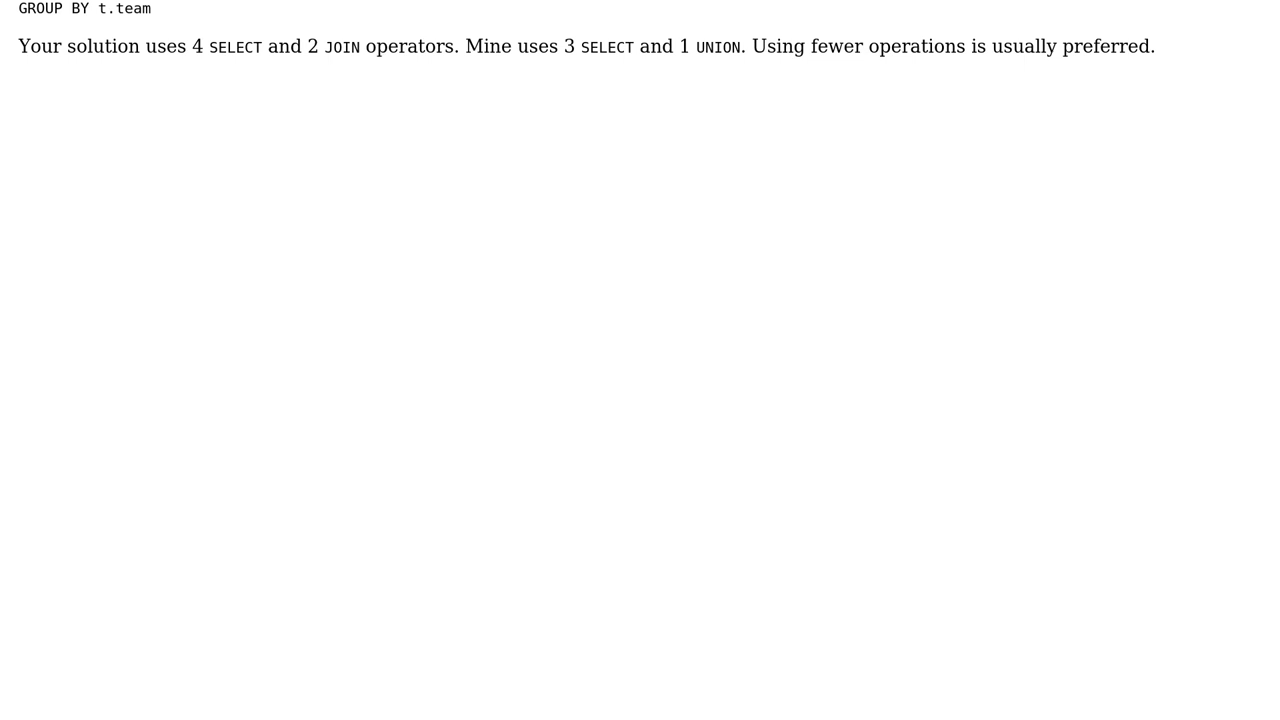 GROUP BY t.team
Your solution uses 4 SELECT and 2 JOIN operators. Mine uses 3 SELECT and 1 UNION. Using fewer operations is usually preferred.